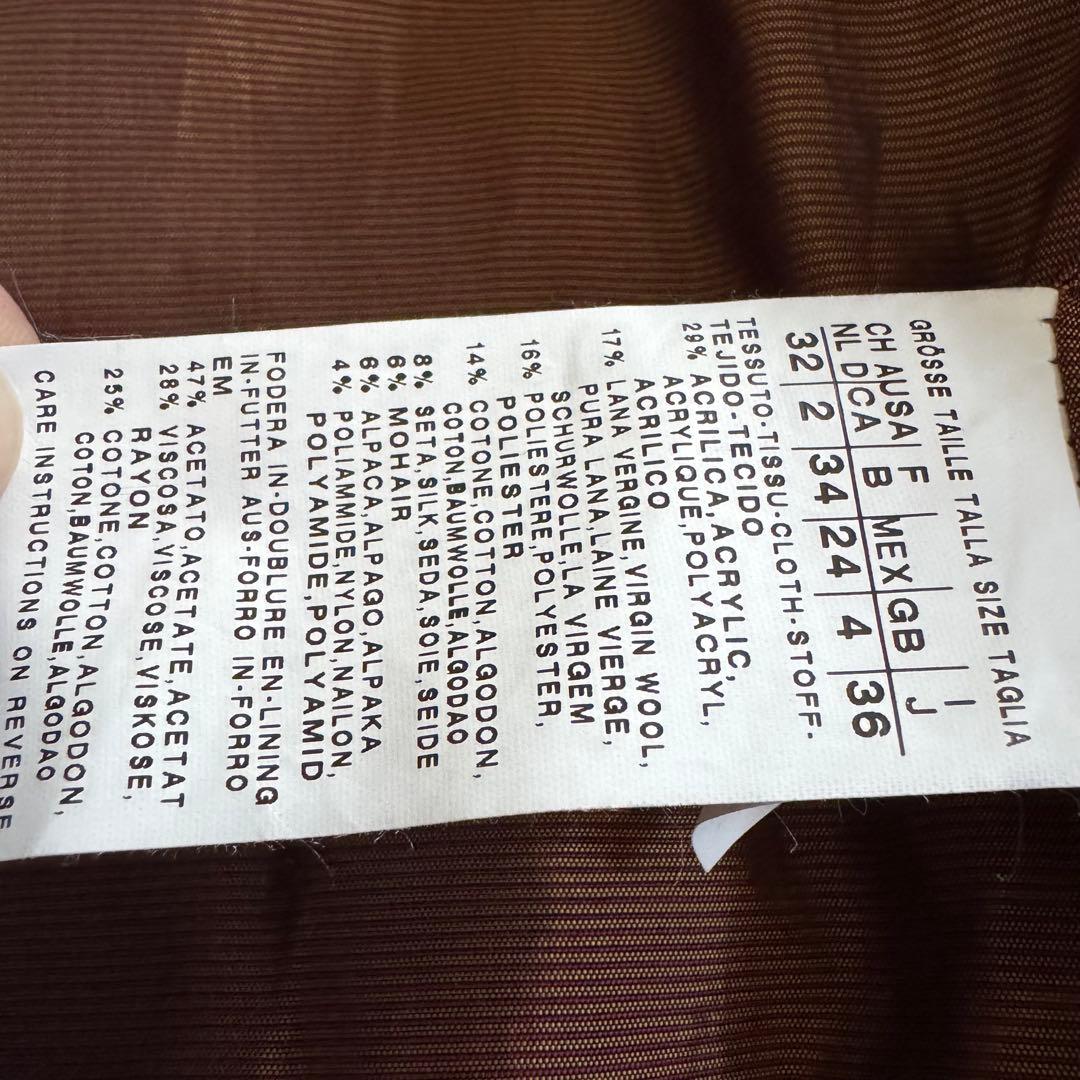 GRÖSSE TAILLE TALLA SIZE TAGLIA
CH A USA F MEX GB I
NL D CA B J
32 2 34 24 4 36
TESSUTO-TISSU-CLOTH-STOFF-
TEJIDO-TECIDO
29% ACRILICA,ACRYLIC,
ACRYLIQUE,POLYACRYL,
ACRILICO
17% LANA VERGINE,VIRGIN WOOL,
PURA LANA,LAINE VIERGE,
SCHURWOLLE,LA VIRGEM
16% POLIESTERE,POLYESTER,
POLIESTER
14% COTONE,COTTON,ALGODON,
COTON,BAUMWOLLE,ALGODAO
8% SETA,SILK,SEDA,SOIE,SEIDE
6% MOHAIR
6% ALPACA,ALPAGO,ALPAKA
4% POLIAMMIDE,NYLON,NAILON,
POLYAMIDE,POLYAMID
FODERA IN-DOUBLURE EN-LINING
IN-FUTTER AUS-FORRO IN-FORRO
EM
47% ACETATO,ACETATE,ACETAT
28% VISCOSA,VISCOSE,VISKOSE,
RAYON
25% COTONE,COTTON,ALGODON,
COTON,BAUMWOLLE,ALGODAO
CARE INSTRUCTIONS ON REVERSE